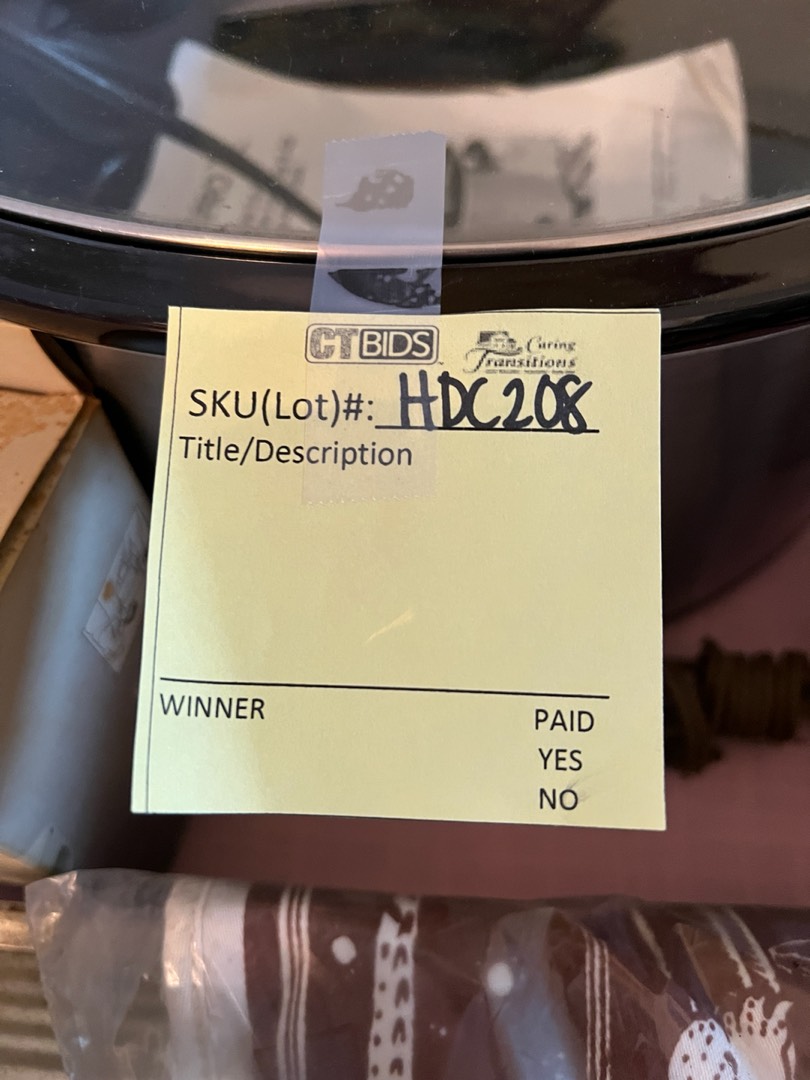 CTBIDS Caring Transitions
SKU(Lot)#: HDC208
Title/Description
WINNER PAID
YES
NO